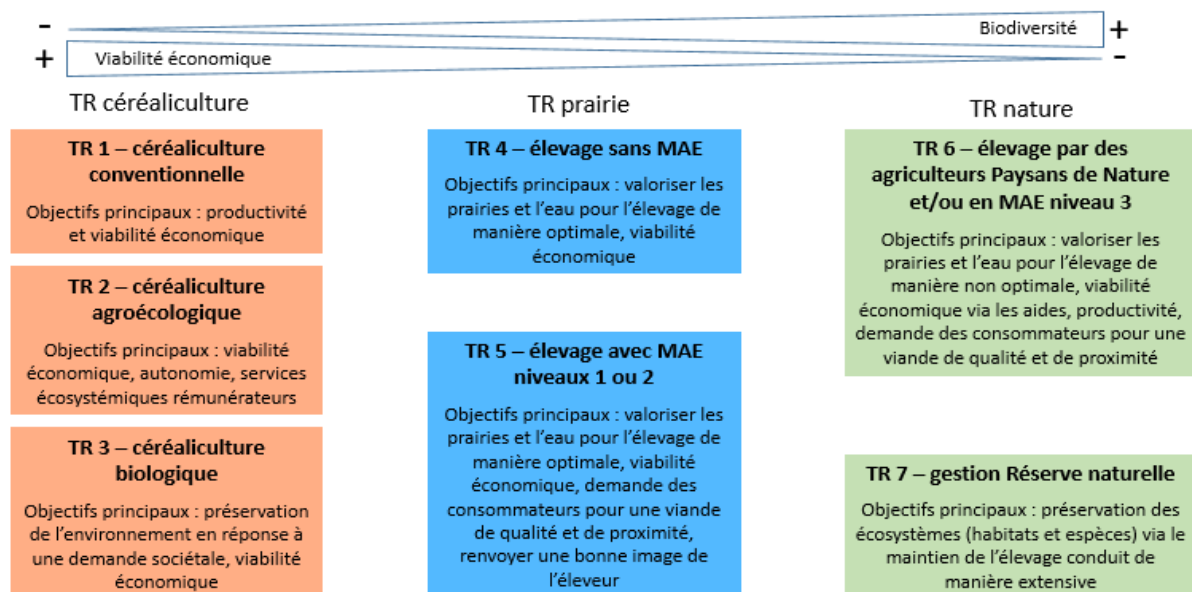 - Biodiversité +
+ Viabilité économique -
TR céréaliculture
TR 1 – céréaliculture
conventionnelle
Objectifs principaux : productivité
et viabilité économique
TR 2 – céréaliculture
agroécologique
Objectifs principaux : viabilité
économique, autonomie, services
écosystémiques rémunérateurs
TR 3 – céréaliculture
biologique
Objectifs principaux : préservation
de l’environnement en réponse à
une demande sociétale, viabilité
économique
TR prairie
TR 4 – élevage sans MAE
Objectifs principaux : valoriser les
prairies et l’eau pour l’élevage de
manière optimale, viabilité
économique
TR 5 – élevage avec MAE
niveaux 1 ou 2
Objectifs principaux : valoriser les
prairies et l’eau pour l’élevage de
manière optimale, viabilité
économique, demande des
consommateurs pour une viande
de qualité et de proximité,
renvoyer une bonne image de
l’éleveur
TR nature
TR 6 – élevage par des
agriculteurs Paysans de Nature
et/ou en MAE niveau 3
Objectifs principaux : valoriser les
prairies et l’eau pour l’élevage de
manière non optimale, viabilité
économique via les aides, productivité,
demande des consommateurs pour une
viande de qualité et de proximité
TR 7 – gestion Réserve naturelle
Objectifs principaux : préservation des
écosystèmes (habitats et espèces) via le
maintien de l’élevage conduit de
manière extensive